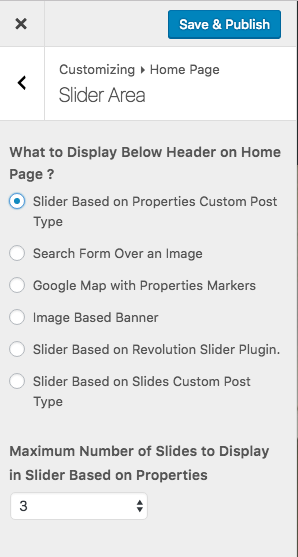 Save & Publish
Customizing ▸ Home Page
Slider Area
What to Display Below Header on Home
Page ?
Slider Based on Properties Custom Post
Type
Search Form Over an Image
Google Map with Properties Markers
Image Based Banner
Slider Based on Revolution Slider Plugin.
Slider Based on Slides Custom Post
Type
Maximum Number of Slides to Display
in Slider Based on Properties
3